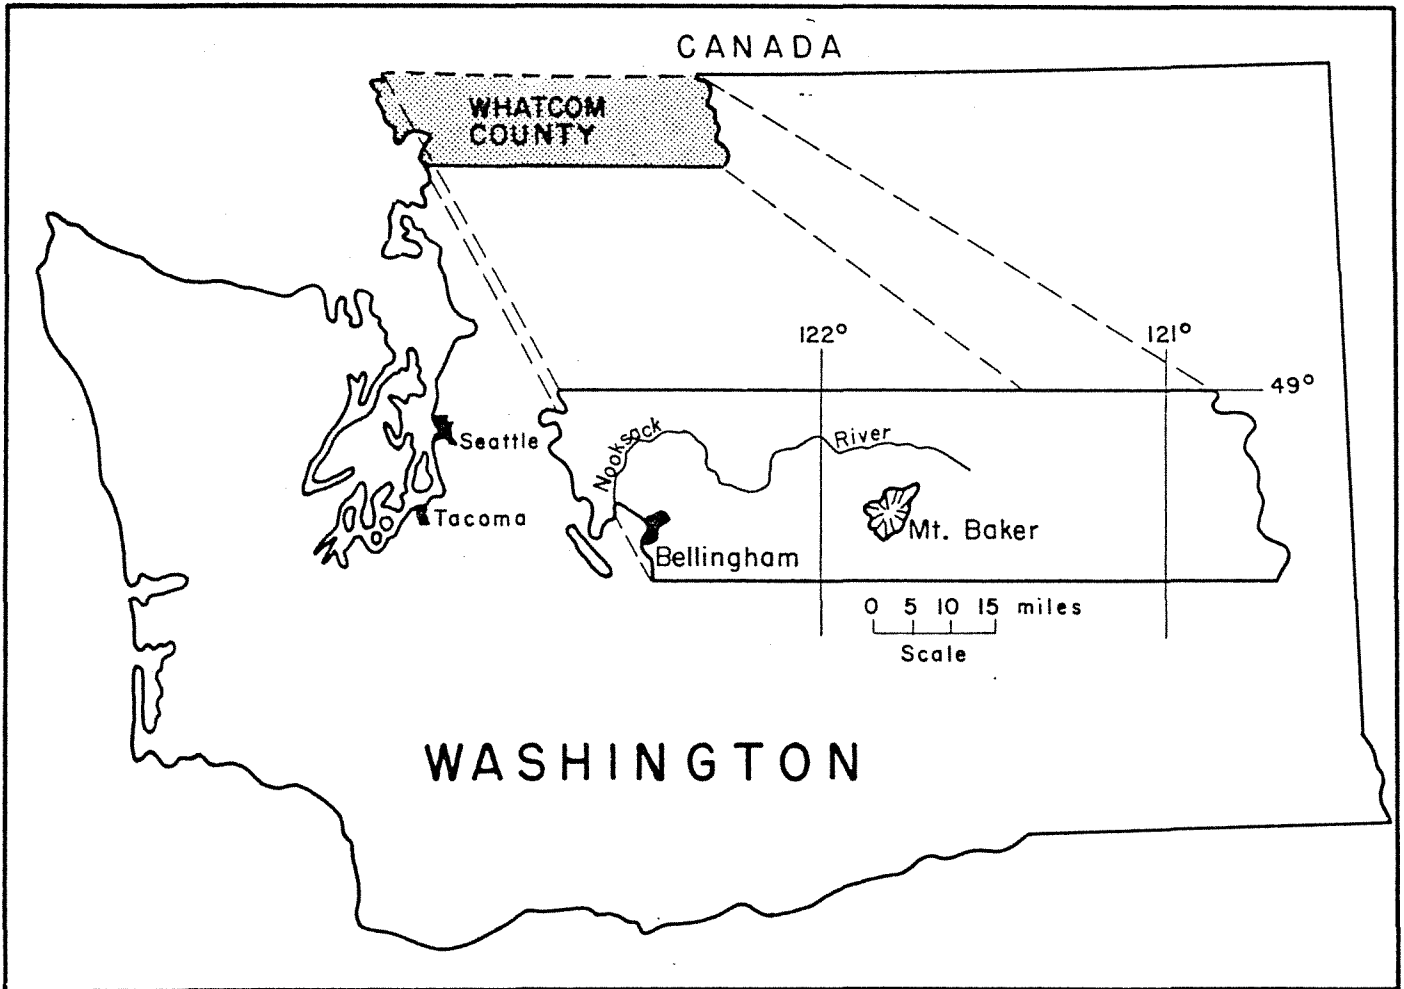 CANADA
WHATCOM
COUNTY
122°
121°
49°
Nooksack
River
Seattle
Tacoma
Mt. Baker
Bellingham
0 5 10 15 miles
Scale
WASHINGTON